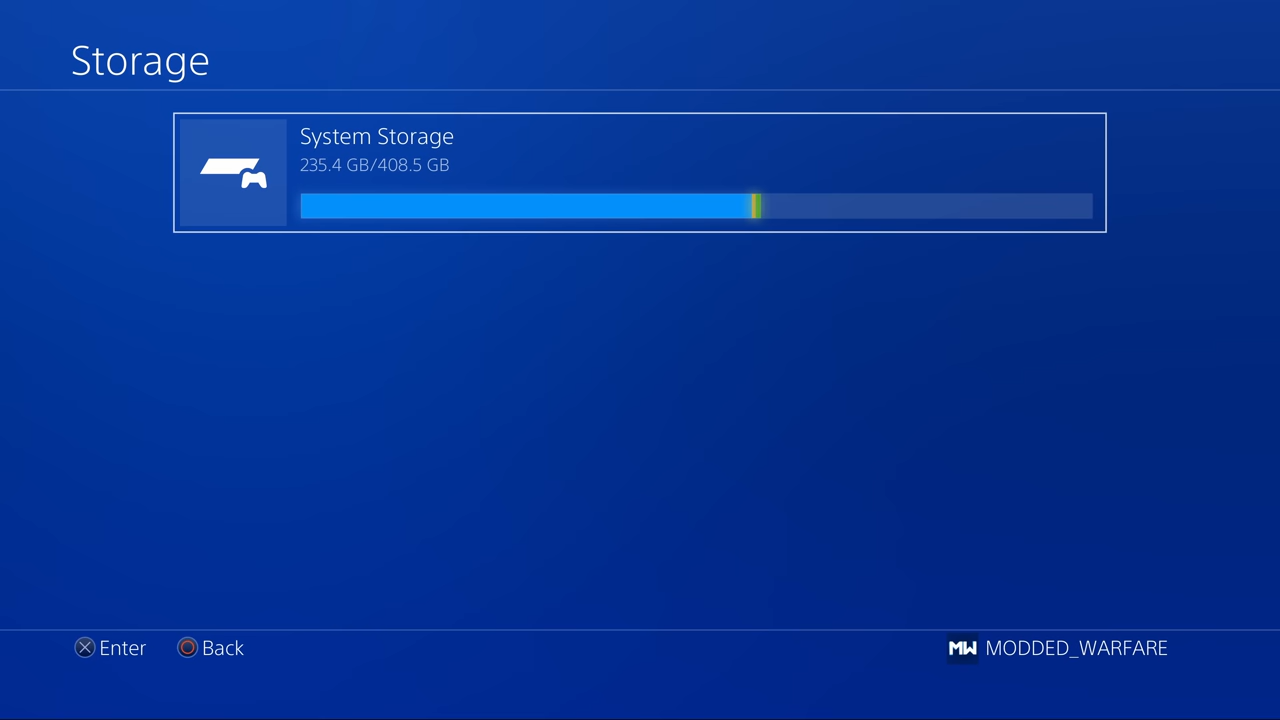 Storage
System Storage
235.4 GB/408.5 GB
Enter
Back
MW MODDED_WARFARE